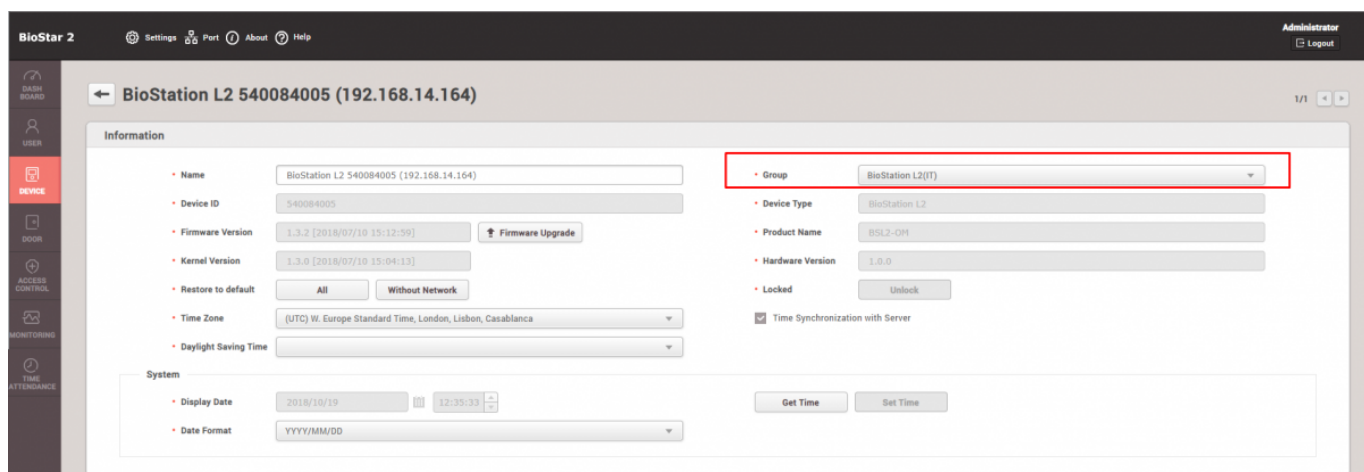 BioStar 2
Settings Port About Help
Administrator
Logout
DASH
BOARD
USER
DEVICE
DOOR
ACCESS
CONTROL
MONITORING
TIME
ATTENDANCE
BioStation L2 540084005 (192.168.14.164)
1/1
Information
Name BioStation L2 540084005 (192.168.14.164)
Group BioStation L2(IT)
Device ID 540084005
Device Type BioStation L2
Firmware Version 1.3.2 [2018/07/10 15:12:59] Firmware Upgrade
Product Name BSL2-OM
Kernel Version 1.3.0 [2018/07/10 15:04:13]
Hardware Version 1.0.0
Restore to default All Without Network
Locked Unlock
Time Zone (UTC) W. Europe Standard Time, London, Lisbon, Casablanca
Time Synchronization with Server
Daylight Saving Time
System
Display Date 2018/10/19 12:35:33
Get Time Set Time
Date Format YYYY/MM/DD